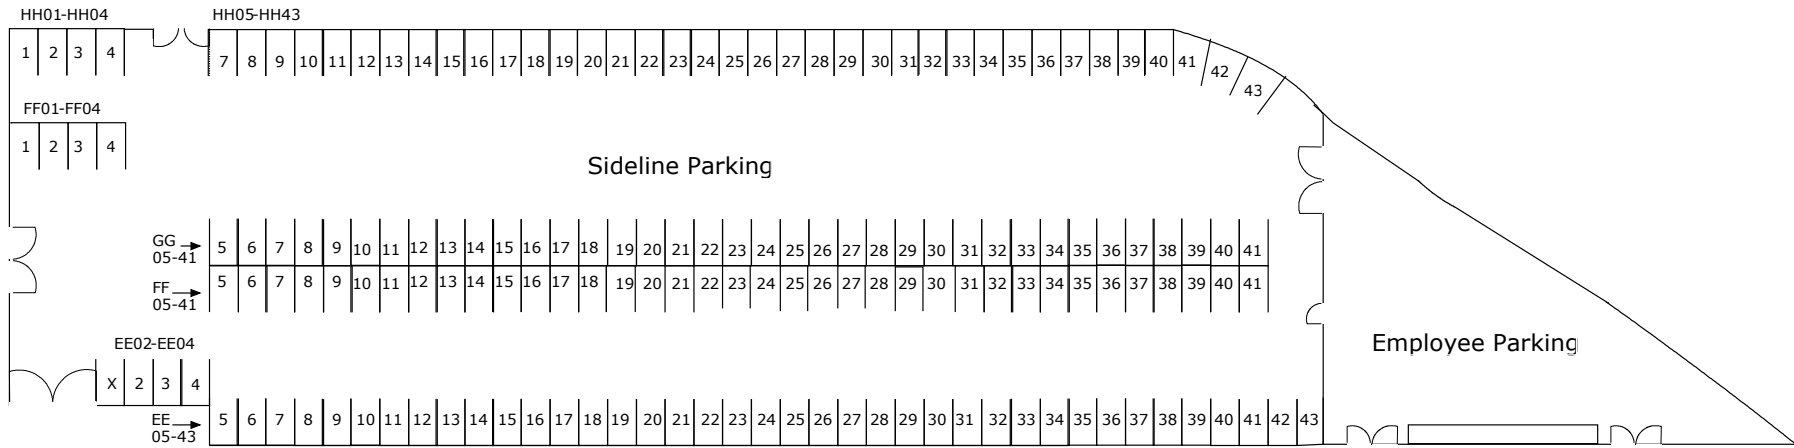 HH01-HH04 HH05-HH43
1 2 3 4 7 8 9 10 11 12 13 14 15 16 17 18 19 20 21 22 23 24 25 26 27 28 29 30 31 32 33 34 35 36 37 38 39 40 41 42 43
FF01-FF04
1 2 3 4
Sideline Parking
GG 5 6 7 8 9 10 11 12 13 14 15 16 17 18 19 20 21 22 23 24 25 26 27 28 29 30 31 32 33 34 35 36 37 38 39 40 41
05-41
FF 5 6 7 8 9 10 11 12 13 14 15 16 17 18 19 20 21 22 23 24 25 26 27 28 29 30 31 32 33 34 35 36 37 38 39 40 41
05-41
Employee Parking
EE02-EE04
X 2 3 4
EE 5 6 7 8 9 10 11 12 13 14 15 16 17 18 19 20 21 22 23 24 25 26 27 28 29 30 31 32 33 34 35 36 37 38 39 40 41 42 43
05-43